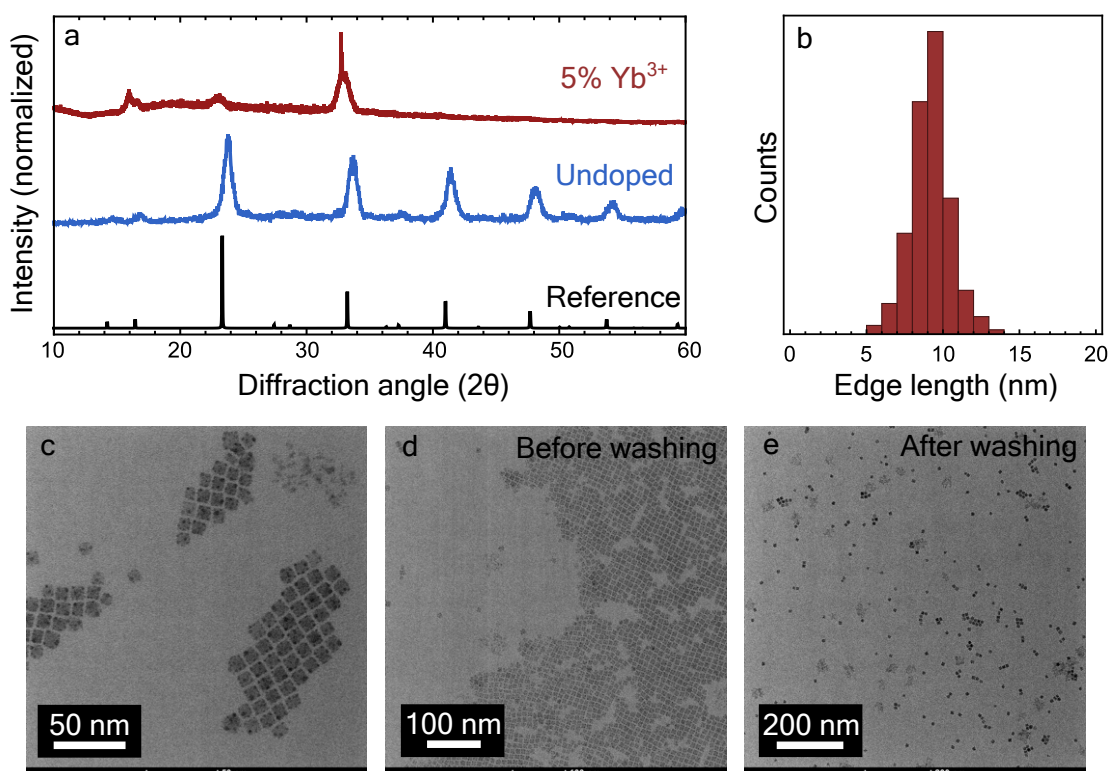 a
5% Yb³⁺
Undoped
Reference
Intensity (normalized)
10 20 30 40 50 60
Diffraction angle (2θ)
b
Counts
0 5 10 15 20
Edge length (nm)
c
50 nm
d Before washing
100 nm
e After washing
200 nm